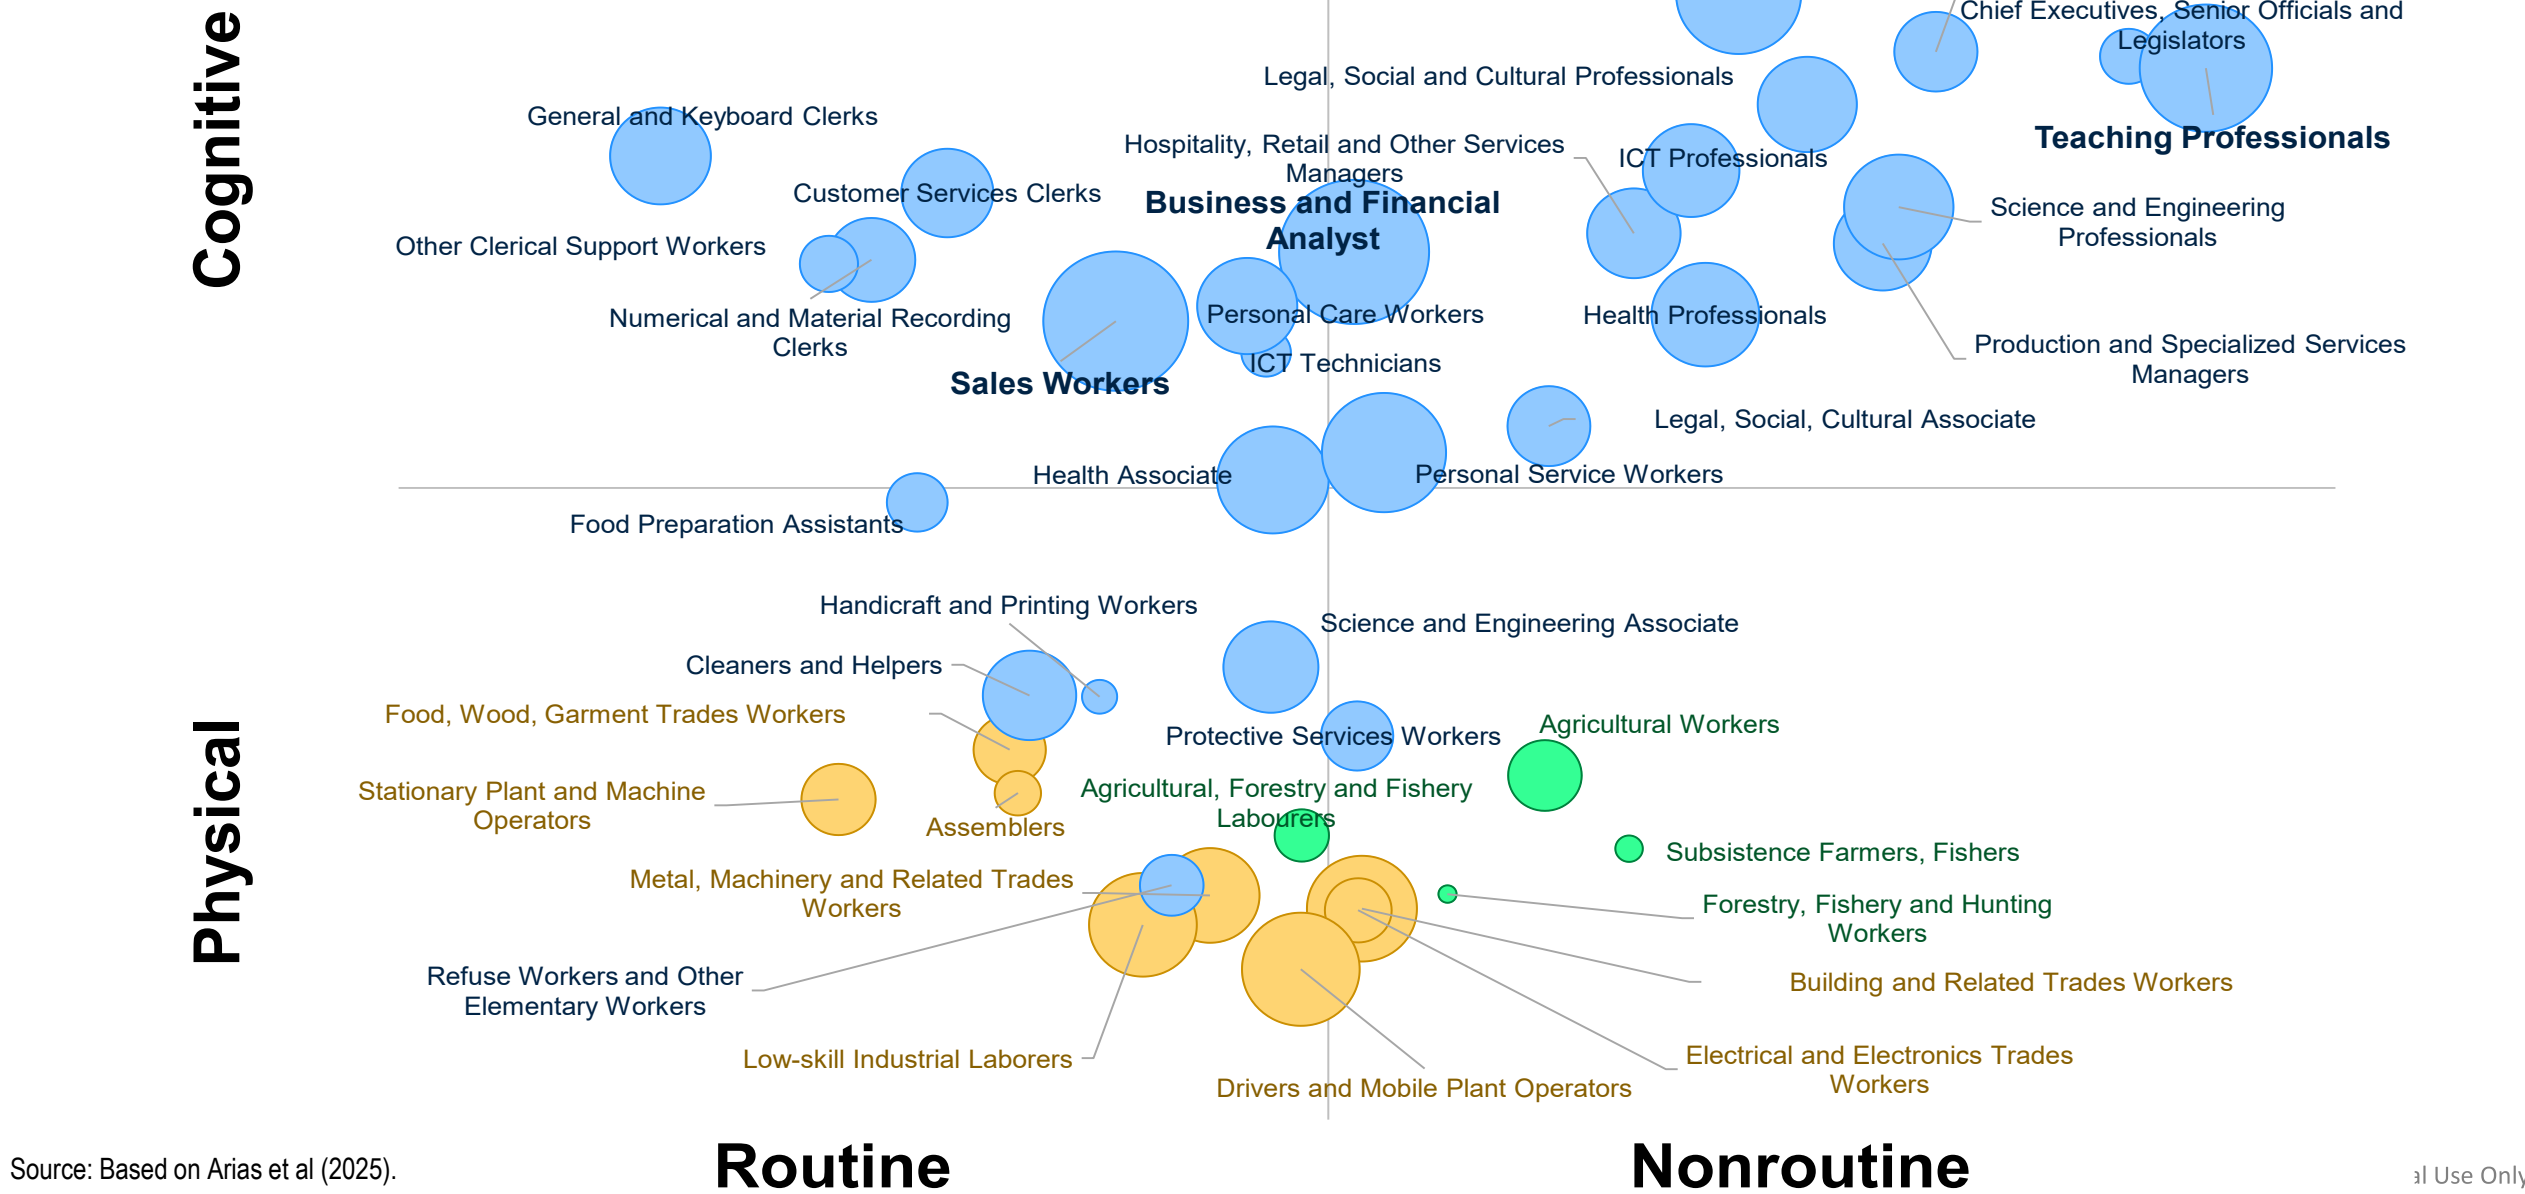 Cognitive
Chief Executives, Senior Officials and
Legislators
Legal, Social and Cultural Professionals
General and Keyboard Clerks
Teaching Professionals
Hospitality, Retail and Other Services
Managers
ICT Professionals
Customer Services Clerks
Business and Financial
Analyst
Science and Engineering
Professionals
Other Clerical Support Workers
Numerical and Material Recording
Clerks
Personal Care Workers
Health Professionals
Production and Specialized Services
Managers
ICT Technicians
Sales Workers
Legal, Social, Cultural Associate
Health Associate
Personal Service Workers
Food Preparation Assistants
Physical
Handicraft and Printing Workers
Science and Engineering Associate
Cleaners and Helpers
Food, Wood, Garment Trades Workers
Protective Services Workers
Agricultural Workers
Stationary Plant and Machine
Operators
Agricultural, Forestry and Fishery
Labourers
Assemblers
Subsistence Farmers, Fishers
Metal, Machinery and Related Trades
Workers
Forestry, Fishery and Hunting
Workers
Refuse Workers and Other
Elementary Workers
Building and Related Trades Workers
Low-skill Industrial Laborers
Electrical and Electronics Trades
Workers
Drivers and Mobile Plant Operators
Routine
Nonroutine
Source: Based on Arias et al (2025).
al Use Only